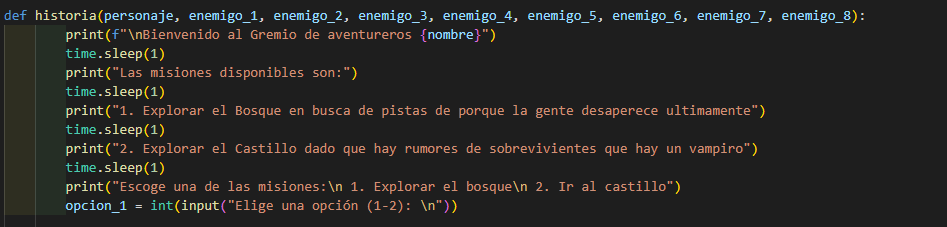 def historia(personaje, enemigo_1, enemigo_2, enemigo_3, enemigo_4, enemigo_5, enemigo_6, enemigo_7, enemigo_8):
print(f"\nBienvenido al Gremio de aventureros {nombre}")
time.sleep(1)
print("Las misiones disponibles son:")
time.sleep(1)
print("1. Explorar el Bosque en busca de pistas de porque la gente desaperece ultimamente")
time.sleep(1)
print("2. Explorar el Castillo dado que hay rumores de sobrevivientes que hay un vampiro")
time.sleep(1)
print("Escoge una de las misiones:\n 1. Explorar el bosque\n 2. Ir al castillo")
opcion_1 = int(input("Elige una opción (1-2): \n"))